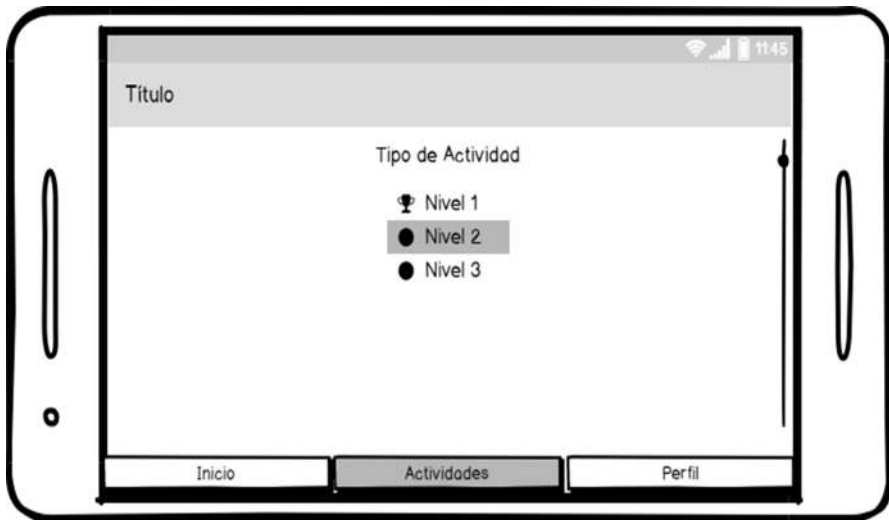 11:45
Título
Tipo de Actividad
Nivel 1
Nivel 2
Nivel 3
Inicio Actividades Perfil